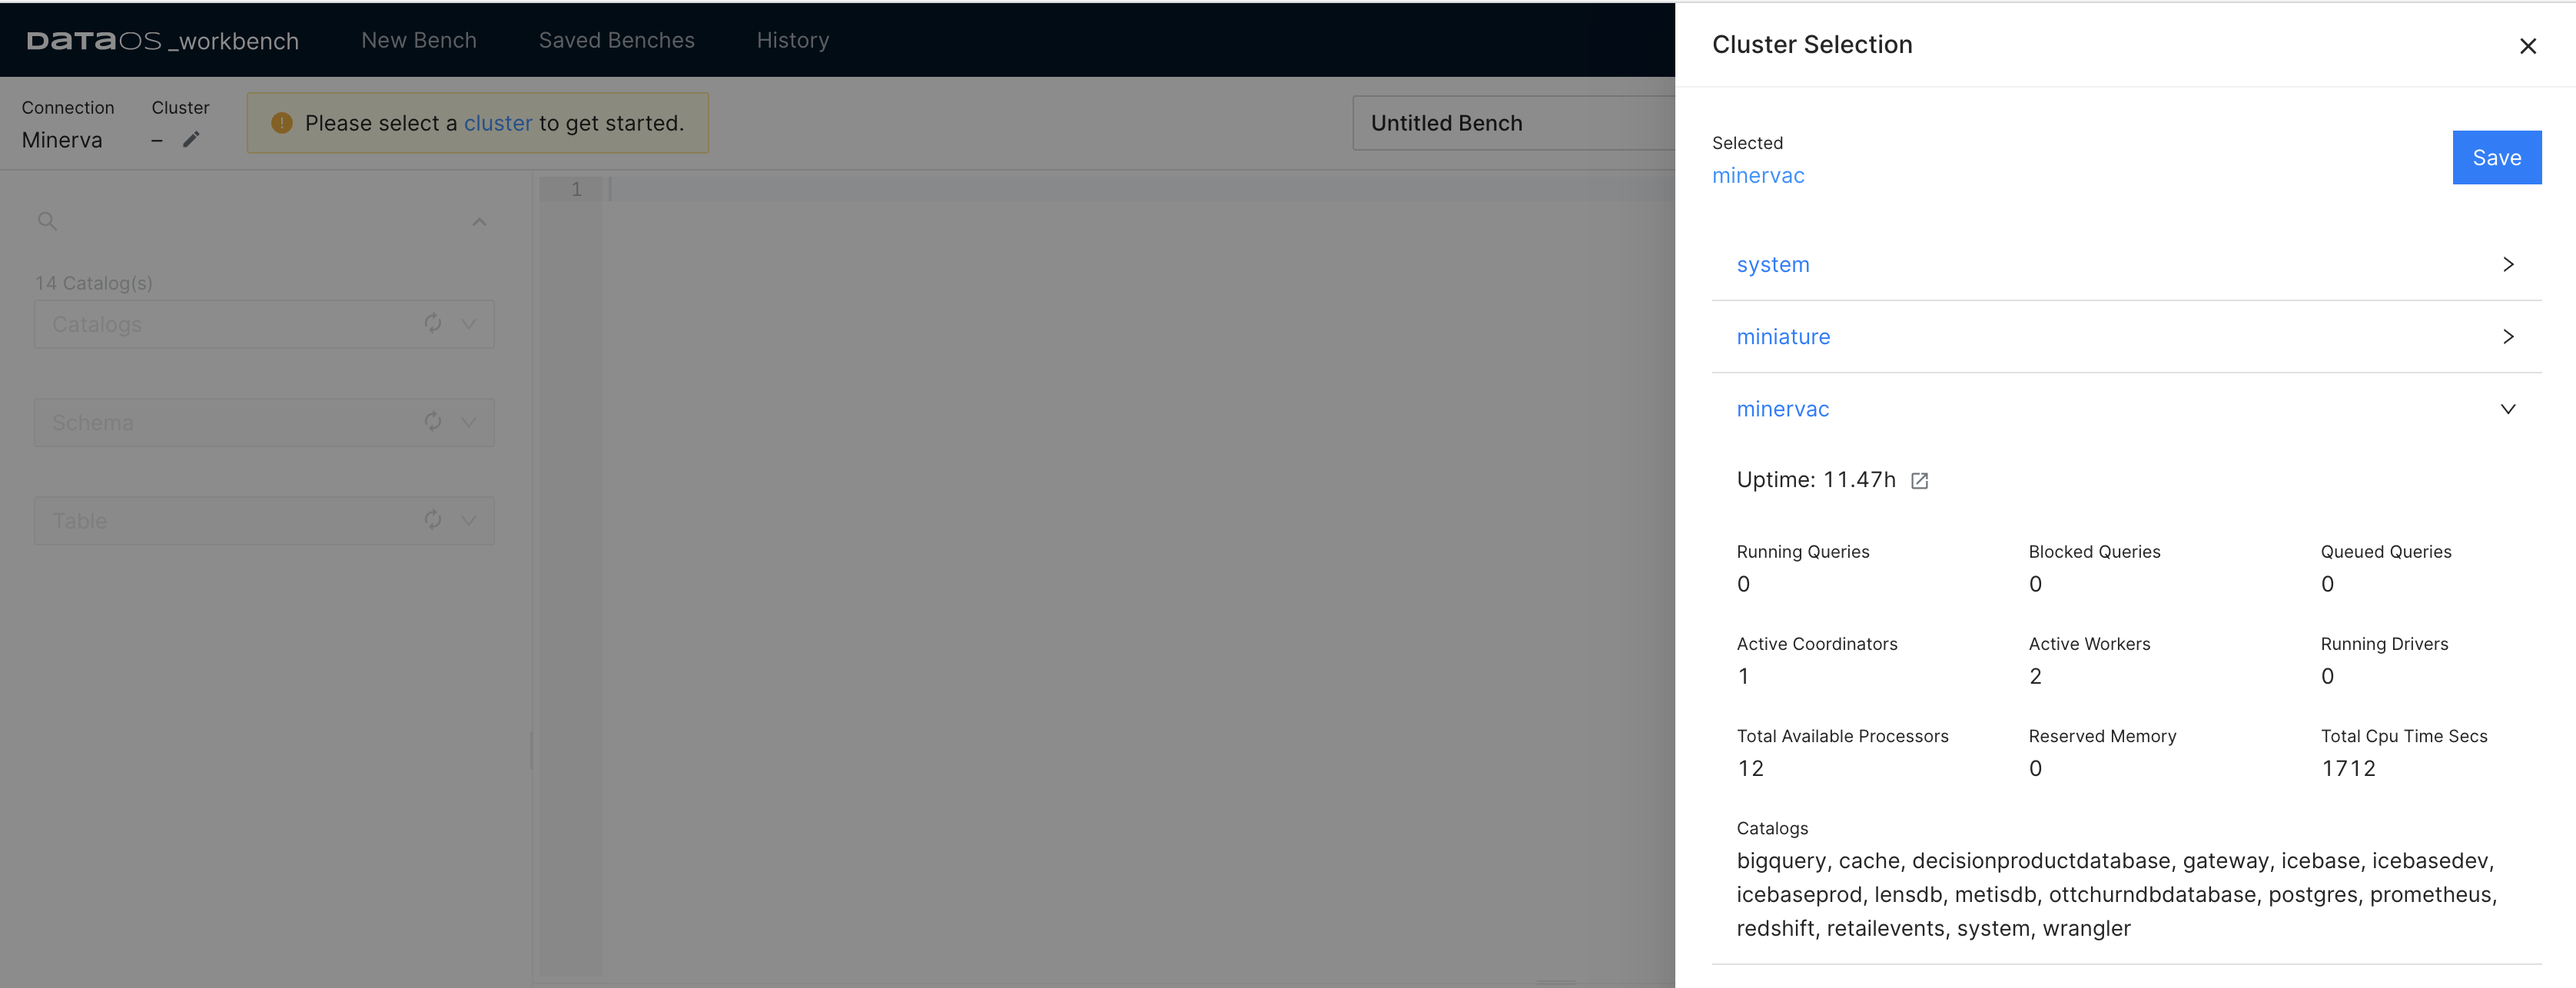 DATAOS _workbench
New Bench
Saved Benches
History
Connection
Minerva
Cluster
–
Please select a cluster to get started.
Untitled Bench
14 Catalog(s)
Catalogs
Schema
Table
1
Cluster Selection
Selected
minervac
Save
system
miniature
minervac
Uptime: 11.47h
Running Queries
0
Blocked Queries
0
Queued Queries
0
Active Coordinators
1
Active Workers
2
Running Drivers
0
Total Available Processors
12
Reserved Memory
0
Total Cpu Time Secs
1712
Catalogs
bigquery, cache, decisionproductdatabase, gateway, icebase, icebasedev,
icebaseprod, lensdb, metisdb, ottchurndbdatabase, postgres, prometheus,
redshift, retailevents, system, wrangler